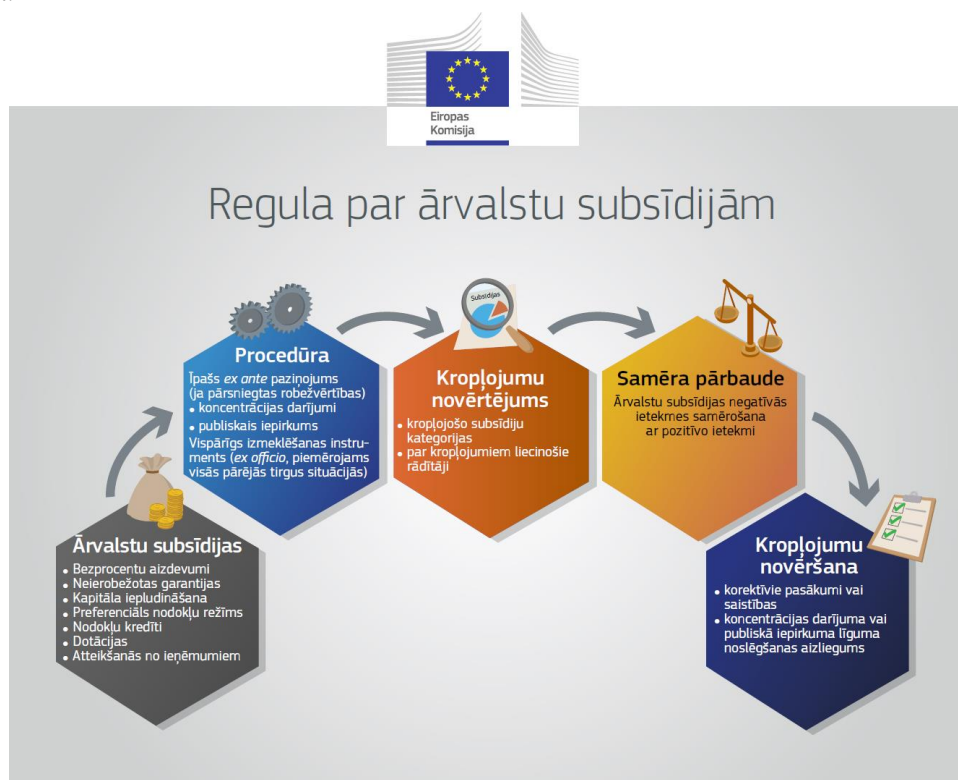 Eiropas
Komisija
Regula par ārvalstu subsīdijām
Ārvalstu subsīdijas
• Bezprocentu aizdevumi
• Neierobežotas garantijas
• Kapitāla iepludināšana
• Preferenciāls nodokļu režīms
• Nodokļu kredīti
• Dotācijas
• Atteikšanās no ieņēmumiem
Procedūra
Īpašs ex ante paziņojums
(ja pārsniegtas robežvērtības)
• koncentrācijas darījumi
• publiskais iepirkums
Vispārīgs izmeklēšanas instru-
ments (ex officio, piemērojams
visās pārējās tirgus situācijās)
Subsīdijas
Kropļojumu
novērtējums
• kropļojošo subsīdiju
kategorijas
• par kropļojumiem liecinošie
rādītāji
Samēra pārbaude
Ārvalstu subsīdijas negatīvās
ietekmes samērošana
ar pozitīvo ietekmi
Kropļojumu
novēršana
• korektīvie pasākumi vai
saistības
• koncentrācijas darījuma vai
publiskā iepirkuma līguma
noslēgšanas aizliegums